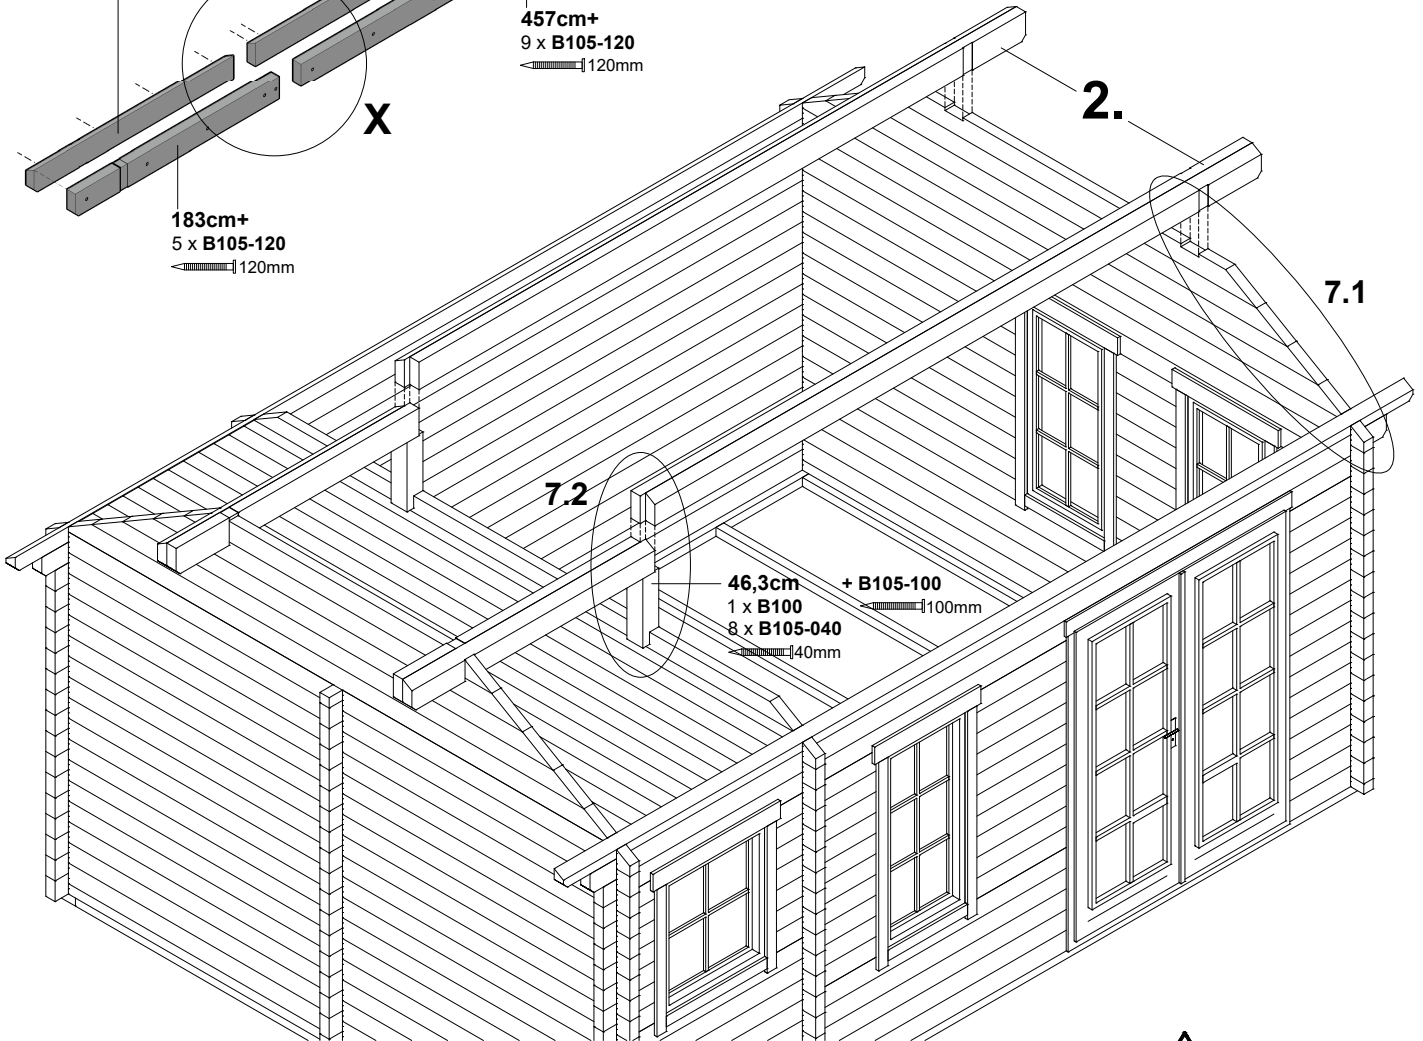 457cm+
9 x B105-120
120mm
X
2.
183cm+
5 x B105-120
120mm
7.1
7.2
46,3cm + B105-100
1 x B100 100mm
8 x B105-040
40mm